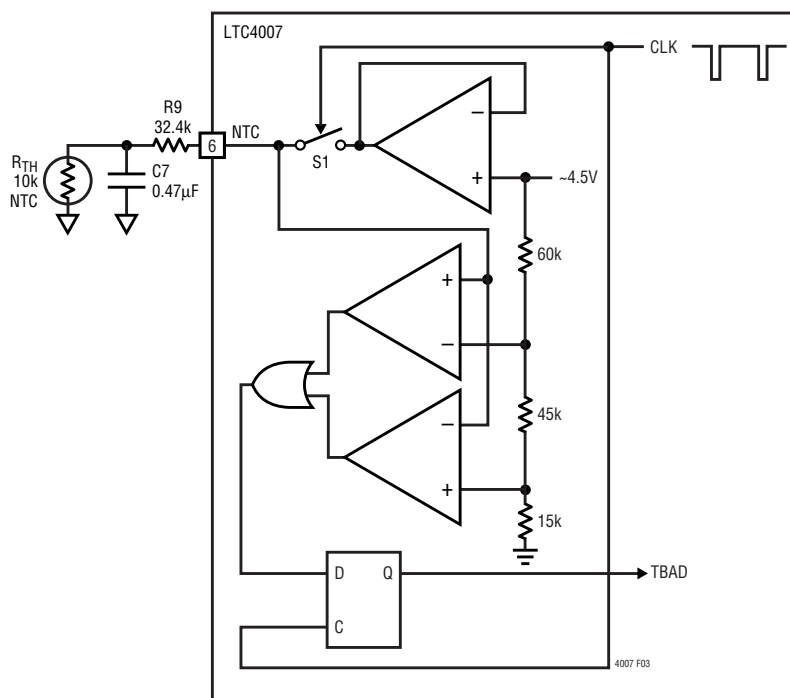 LTC4007
CLK
R9
32.4k
6
NTC
S1
−
+
~4.5V
RTH
10k
NTC
C7
0.47µF
60k
+
−
45k
−
+
15k
D
Q
TBAD
C
4007 F03